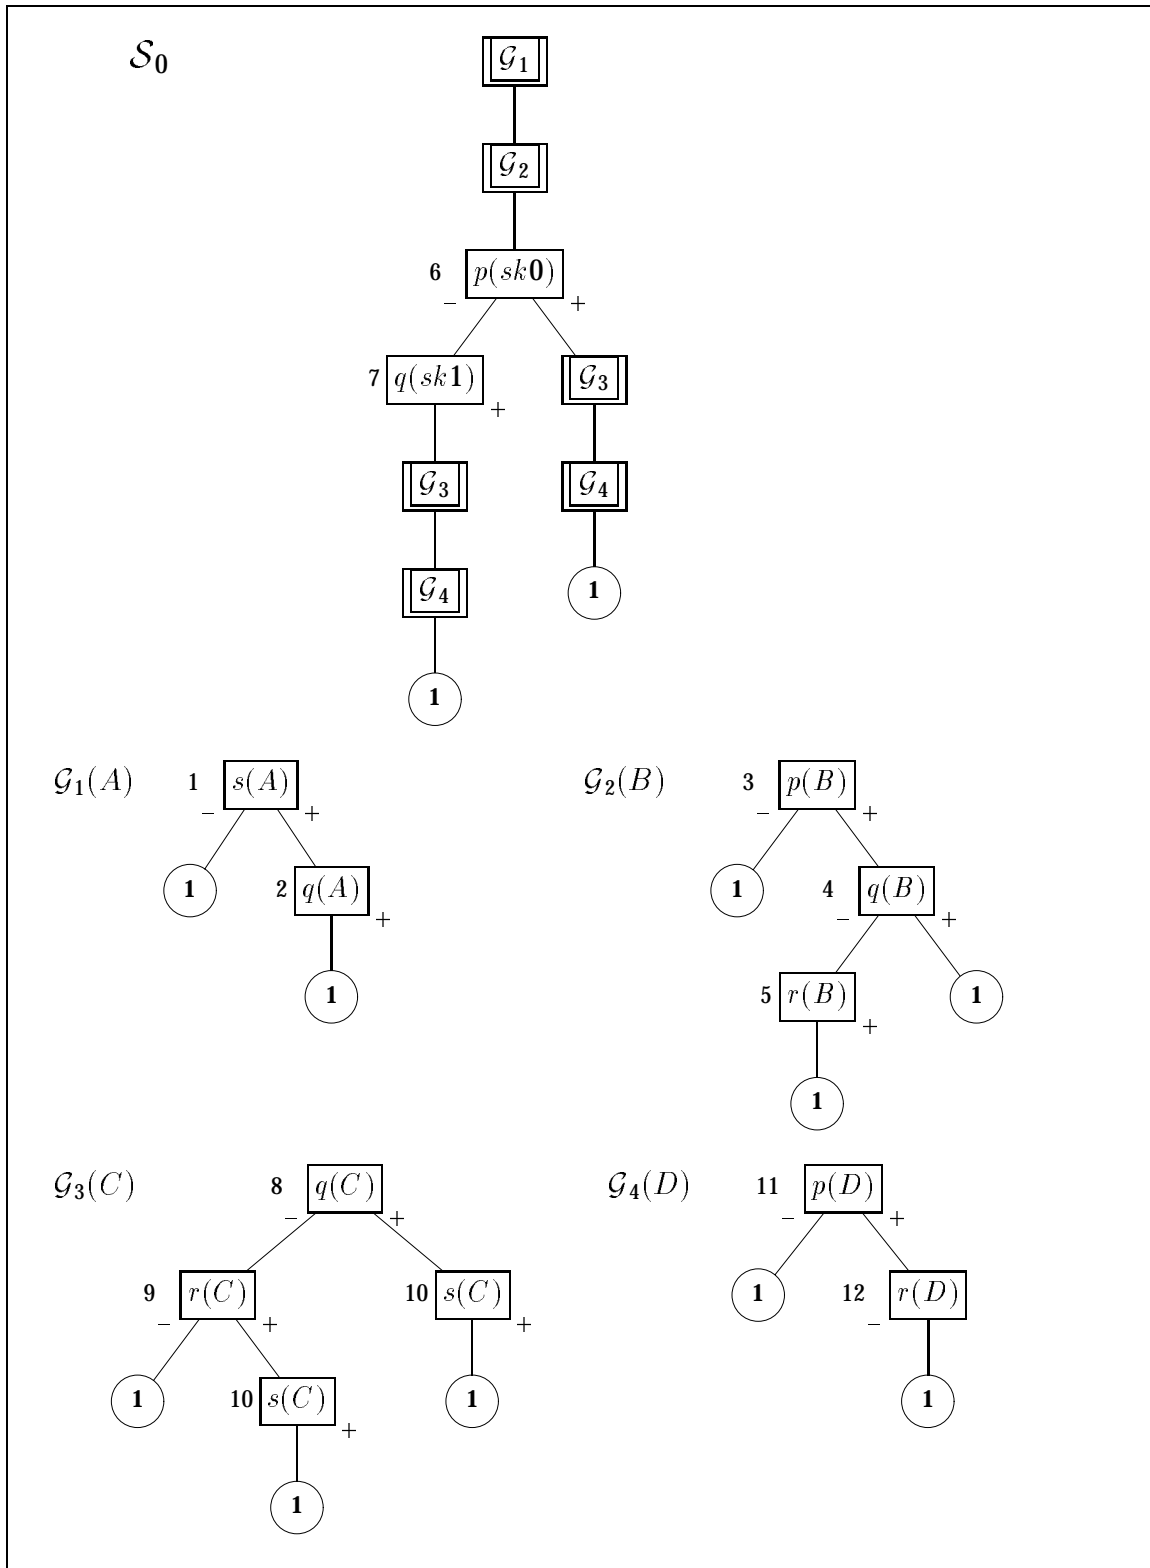 𝒮₀
𝒢₁
𝒢₂
6 p(sk0)
− +
7 q(sk1) 𝒢₃
+
𝒢₃ 𝒢₄
𝒢₄ 1
1
𝒢₁(A) 1 s(A) 𝒢₂(B) 3 p(B)
− + − +
1 2 q(A) 1 4 q(B)
+ − +
1 5 r(B) 1
+
1
𝒢₃(C) 8 q(C) 𝒢₄(D) 11 p(D)
− + − +
9 r(C) 10 s(C) 1 12 r(D)
− + + −
1 10 s(C) 1 1
+
1